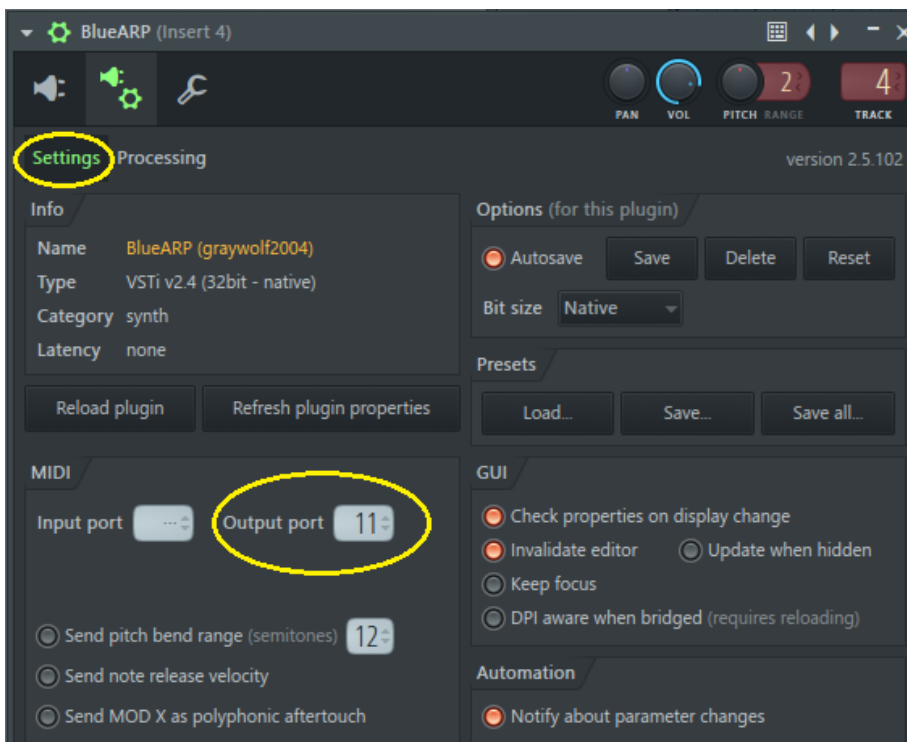 BlueARP (Insert 4)
2
4
PAN VOL PITCH RANGE TRACK
Settings Processing
version 2.5.102
Info
Name BlueARP (graywolf2004)
Type VSTi v2.4 (32bit - native)
Category synth
Latency none
Reload plugin Refresh plugin properties
Options (for this plugin)
Autosave Save Delete Reset
Bit size Native
Presets
Load... Save... Save all...
MIDI
Input port --- Output port 11
Send pitch bend range (semitones) 12
Send note release velocity
Send MOD X as polyphonic aftertouch
GUI
Check properties on display change
Invalidate editor Update when hidden
Keep focus
DPI aware when bridged (requires reloading)
Automation
Notify about parameter changes